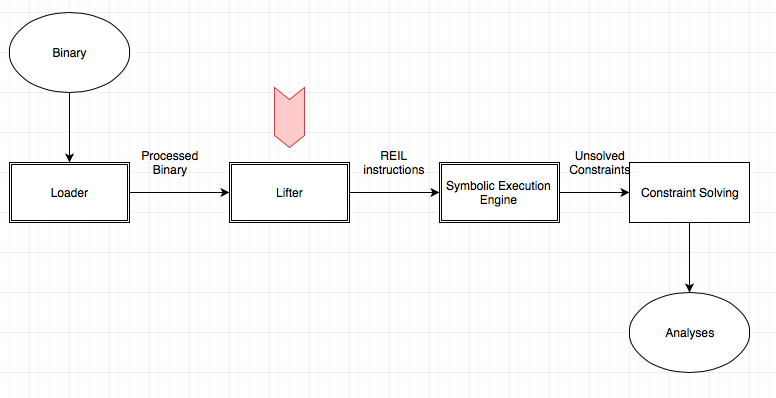 Binary
Processed
Binary
REIL
instructions
Unsolved
Constraints
Loader
Lifter
Symbolic Execution
Engine
Constraint Solving
Analyses